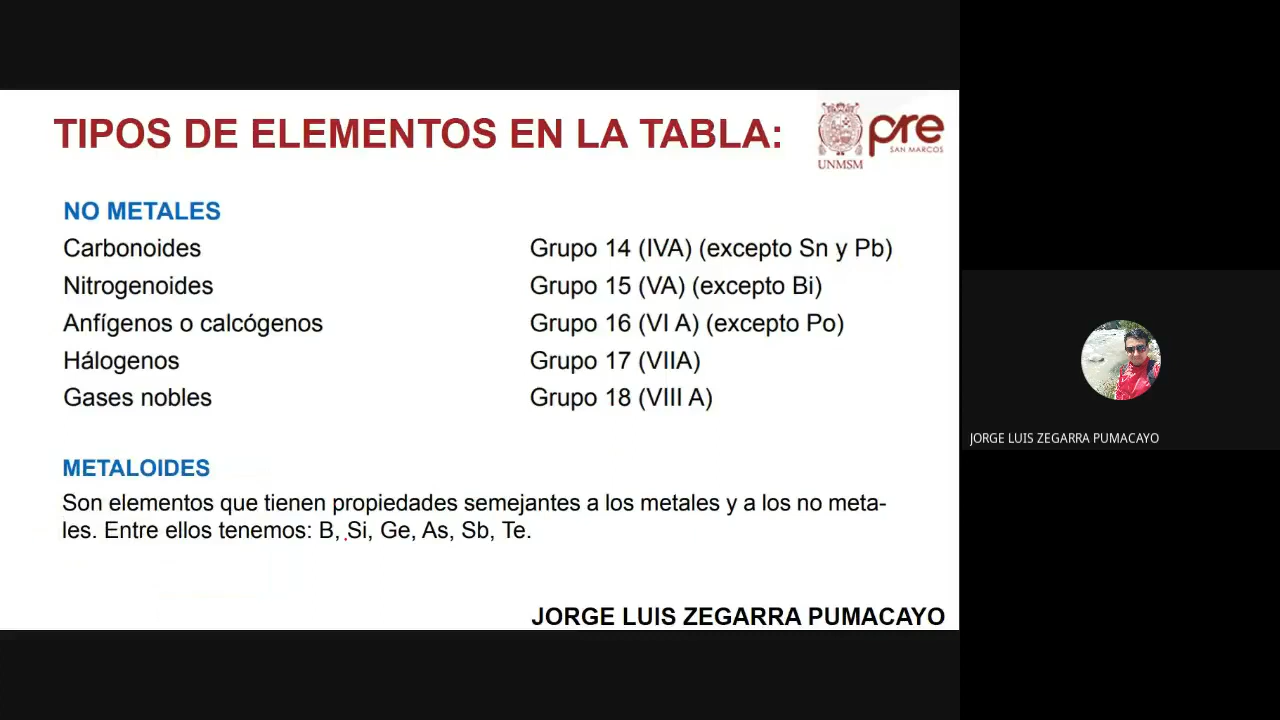 TIPOS DE ELEMENTOS EN LA TABLA:
UNMSM
pre
SAN MARCOS
NO METALES
Carbonoides Grupo 14 (IVA) (excepto Sn y Pb)
Nitrogenoides Grupo 15 (VA) (excepto Bi)
Anfígenos o calcógenos Grupo 16 (VI A) (excepto Po)
Hálogenos Grupo 17 (VIIA)
Gases nobles Grupo 18 (VIII A)
METALOIDES
Son elementos que tienen propiedades semejantes a los metales y a los no meta-
les. Entre ellos tenemos: B, Si, Ge, As, Sb, Te.
JORGE LUIS ZEGARRA PUMACAYO
JORGE LUIS ZEGARRA PUMACAYO